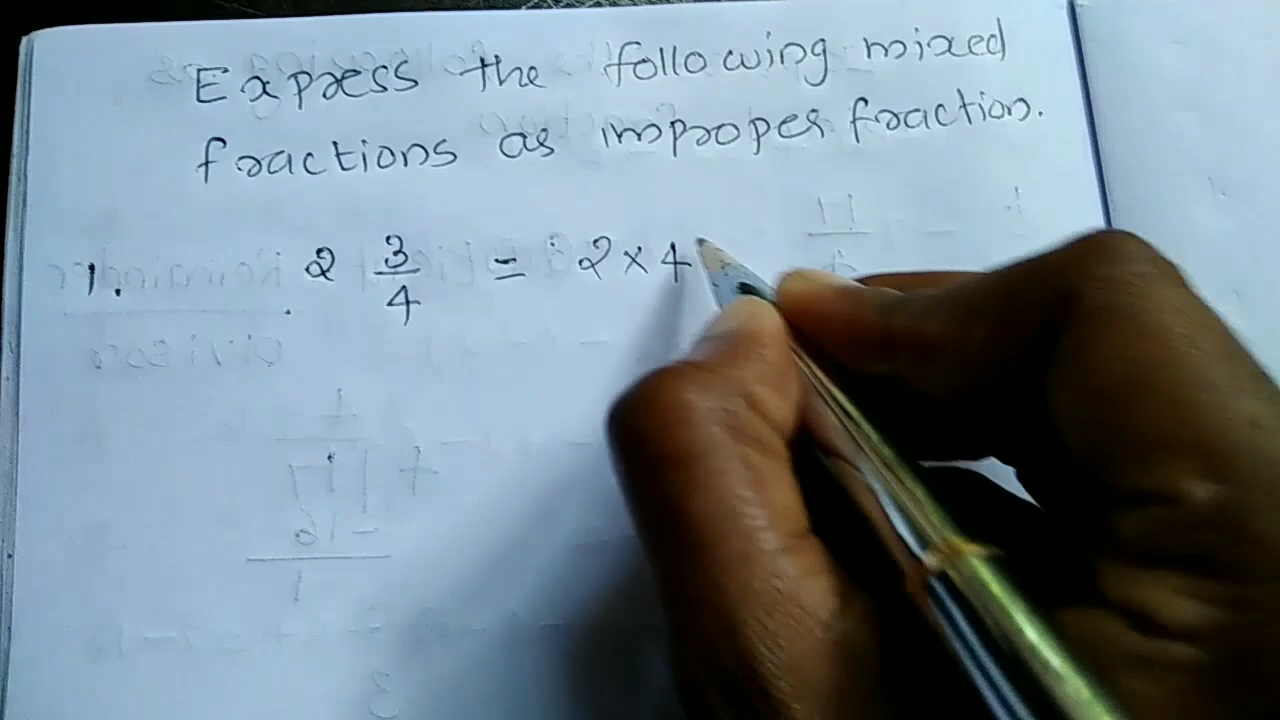 Express the following mixed
fractions as improper fraction.
1. 2 3/4 = 2 × 4